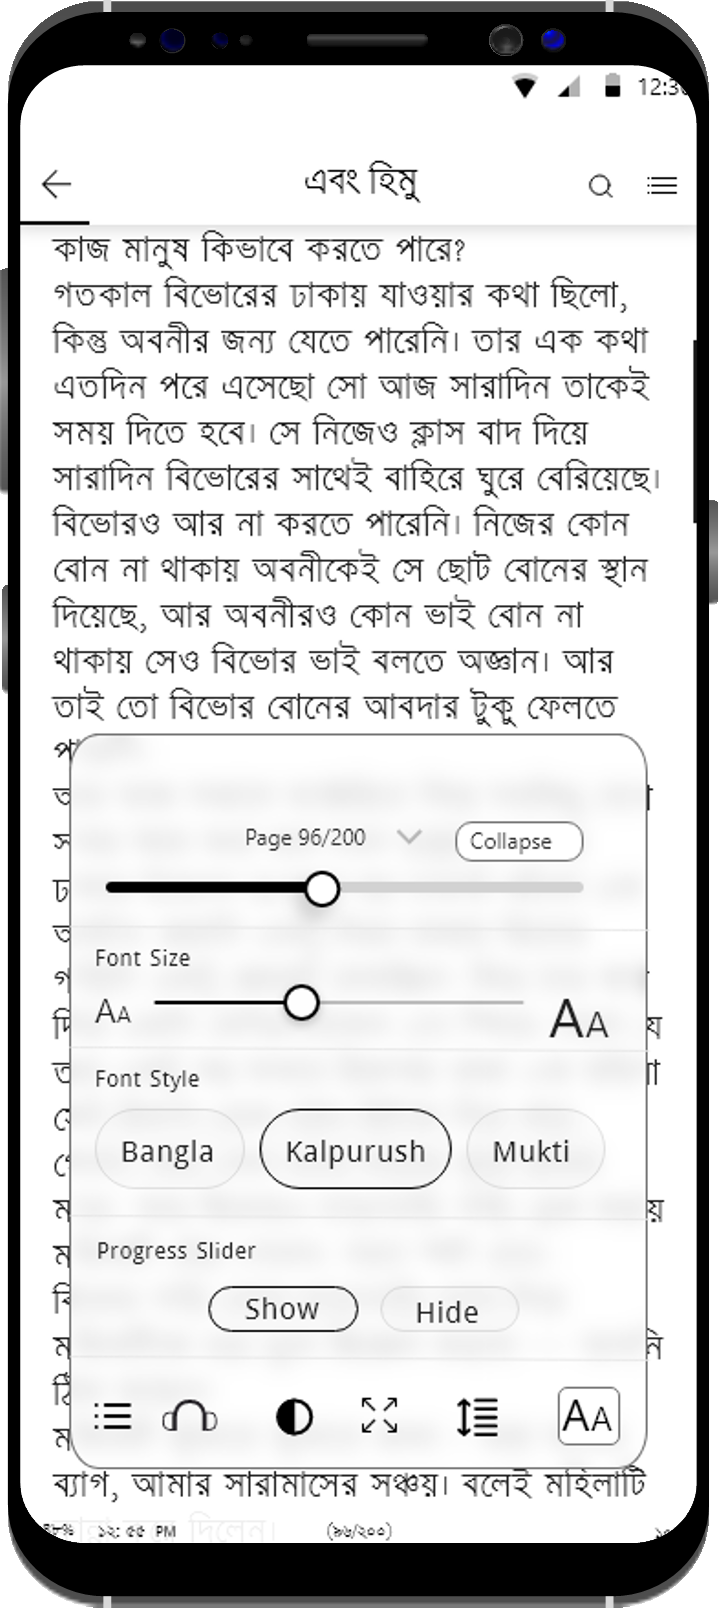 12:3
এবং হিমু
কাজ মানুষ কিভাবে করতে পারে?
গতকাল বিভোরের ঢাকায় যাওয়ার কথা ছিলো,
কিন্তু অবনীর জন্য যেতে পারেনি। তার এক কথা
এতদিন পরে এসেছো সো আজ সারাদিন তাকেই
সময় দিতে হবে। সে নিজেও ক্লাস বাদ দিয়ে
সারাদিন বিভোরের সাথেই বাহিরে ঘুরে বেরিয়েছে।
বিভোরও আর না করতে পারেনি। নিজের কোন
বোন না থাকায় অবনীকেই সে ছোট বোনের স্থান
দিয়েছে, আর অবনীরও কোন ভাই বোন না
থাকায় সেও বিভোর ভাই বলতে অজ্ঞান। আর
তাই তো বিভোর বোনের আবদার টুকু ফেলতে
Page 96/200
Collapse
Font Size
AA AA
Font Style
Bangla Kalpurush Mukti
Progress Slider
Show Hide
AA
ব্যাগ, আমার সারামাসের সঞ্চয়। বলেই মহিলাটি
দিলেন।
১২: ৫৫ PM (৯৬/২০০)